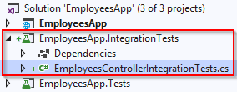 Solution 'EmployeesApp' (3 of 3 projects)
EmployeesApp
EmployeesApp.IntegrationTests
Dependencies
C# EmployeesControllerIntegrationTests.cs
EmployeesApp.Tests